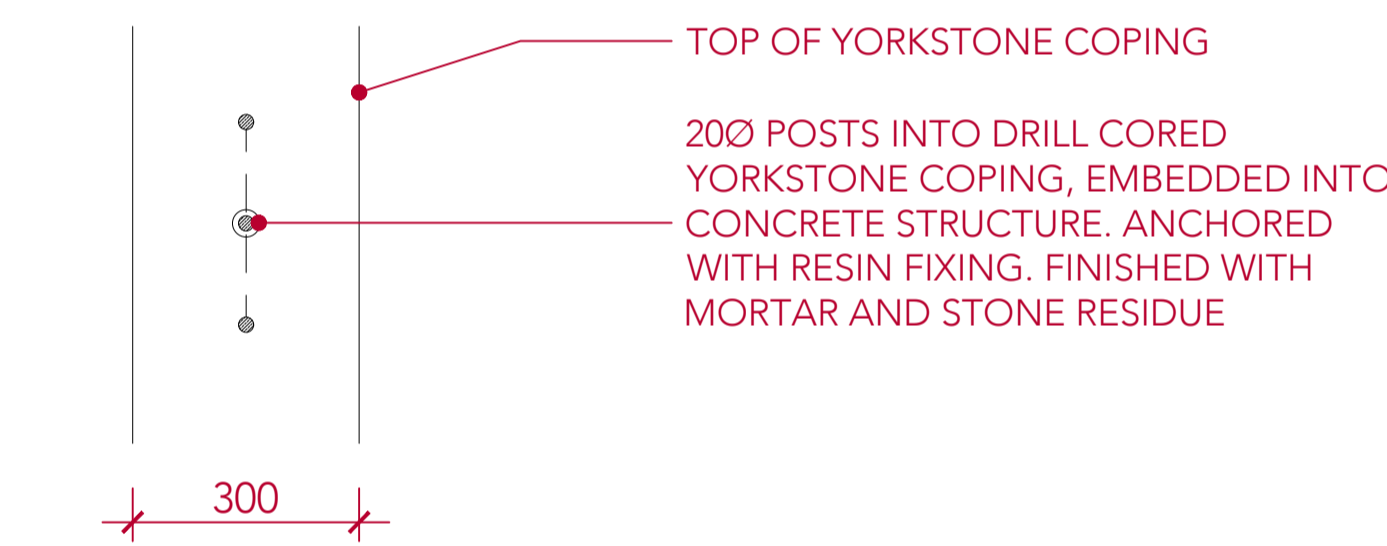 TOP OF YORKSTONE COPING
20Ø POSTS INTO DRILL CORED
YORKSTONE COPING, EMBEDDED INTO
CONCRETE STRUCTURE. ANCHORED
WITH RESIN FIXING. FINISHED WITH
MORTAR AND STONE RESIDUE
300